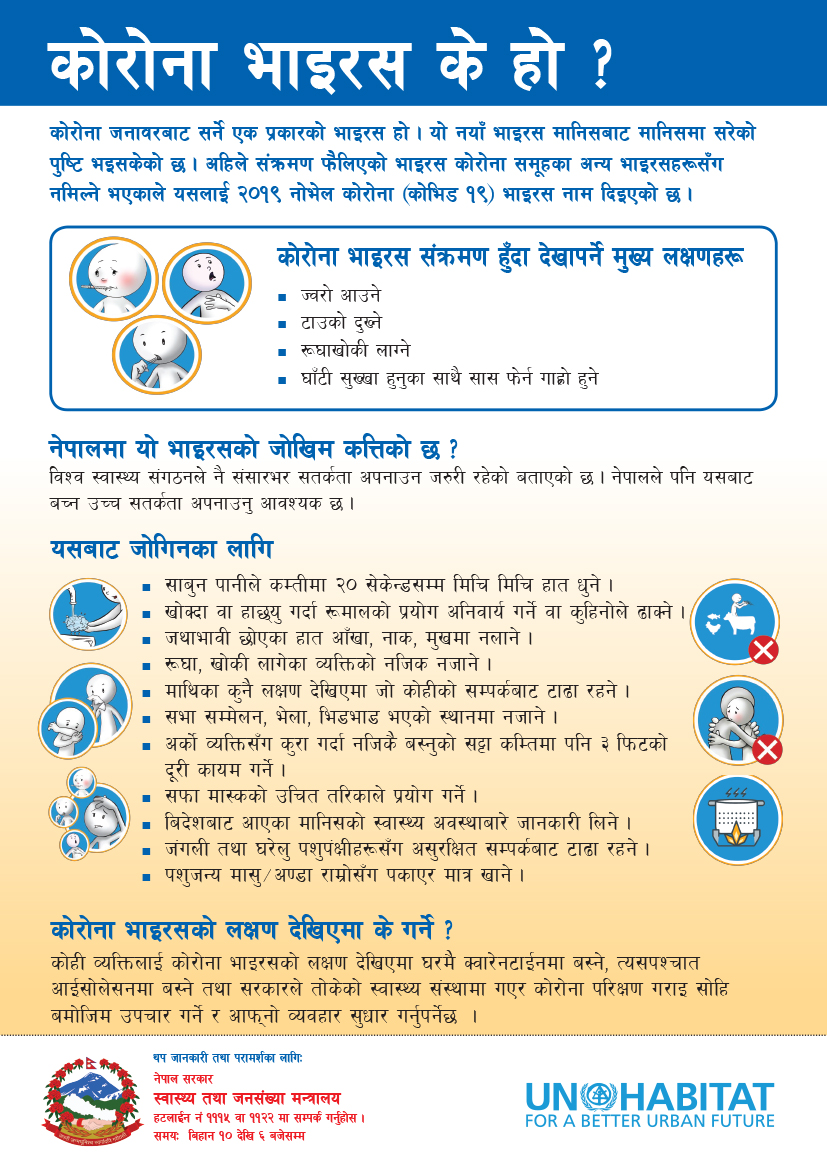 कोरोना भाइरस के हो ?
कोरोना जनावरबाट सर्ने एक प्रकारको भाइरस हो । यो नयाँ भाइरस मानिसबाट मानिसमा सरेको
पुष्टि भइसकेको छ । अहिले संक्रमण फैलिएको भाइरस कोरोना समूहका अन्य भाइरसहरूसँग
नमिल्ने भएकाले यसलाई २०१९ नोभेल कोरोना (कोभिड १९) भाइरस नाम दिइएको छ ।
कोरोना भाइरस संक्रमण हुँदा देखापर्ने मुख्य लक्षणहरू
ज्वरो आउने
टाउको दुख्ने
रूघाखोकी लाग्ने
घाँटी सुख्खा हुनुका साथै सास फेर्न गाह्रो हुने
नेपालमा यो भाइरसको जोखिम कत्तिको छ ?
विश्व स्वास्थ्य संगठनले नै संसारभर सतर्कता अपनाउन जरुरी रहेको बताएको छ । नेपालले पनि यसबाट
बच्न उच्च सतर्कता अपनाउनु आवश्यक छ ।
यसबाट जोगिनका लागि
साबुन पानीले कम्तीमा २० सेकेन्डसम्म मिचि मिचि हात धुने ।
खोक्दा वा हाछ्यु गर्दा रूमालको प्रयोग अनिवार्य गर्ने वा कुहिनोले ढाक्ने ।
जथाभावी छोएका हात आँखा, नाक, मुखमा नलाने ।
रूघा, खोकी लागेका व्यक्तिको नजिक नजाने ।
माथिका कुनै लक्षण देखिएमा जो कोहीको सम्पर्कबाट टाढा रहने ।
सभा सम्मेलन, भेला, भिडभाड भएको स्थानमा नजाने ।
अर्को व्यक्तिसँग कुरा गर्दा नजिकै बस्नुको सट्टा कम्तिमा पनि ३ फिटको
दूरी कायम गर्ने ।
सफा मास्कको उचित तरिकाले प्रयोग गर्ने ।
बिदेशबाट आएका मानिसको स्वास्थ्य अवस्थाबारे जानकारी लिने ।
जंगली तथा घरेलु पशुपंक्षीहरूसँग असुरक्षित सम्पर्कबाट टाढा रहने ।
पशुजन्य मासु/अण्डा राम्रोसँग पकाएर मात्र खाने ।
कोरोना भाइरसको लक्षण देखिएमा के गर्ने ?
कोही व्यक्तिलाई कोरोना भाइरसको लक्षण देखिएमा घरमै क्वारेनटाईनमा बस्ने, त्यसपश्चात
आईसोलेसनमा बस्ने तथा सरकारले तोकेको स्वास्थ्य संस्थामा गएर कोरोना परिक्षण गराइ सोहि
बमोजिम उपचार गर्ने र आफ्नो व्यवहार सुधार गर्नुपर्नेछ ।
थप जानकारी तथा परामर्शका लागिः
नेपाल सरकार
स्वास्थ्य तथा जनसंख्या मन्त्रालय
हटलाईन नं १११५ वा ११२२ मा सम्पर्क गर्नुहोस ।
समयः बिहान १० देखि ६ बजेसम्म
UN HABITAT
FOR A BETTER URBAN FUTURE